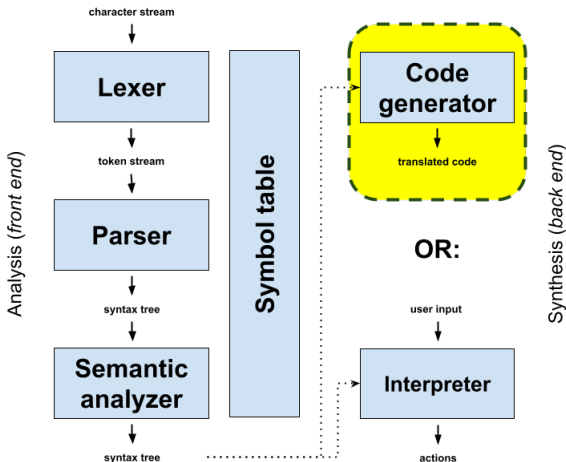 character stream
Lexer
token stream
Parser
syntax tree
Semantic
analyzer
syntax tree
Analysis (front end)
Symbol table
Code
generator
translated code
OR:
user input
Interpreter
actions
Synthesis (back end)